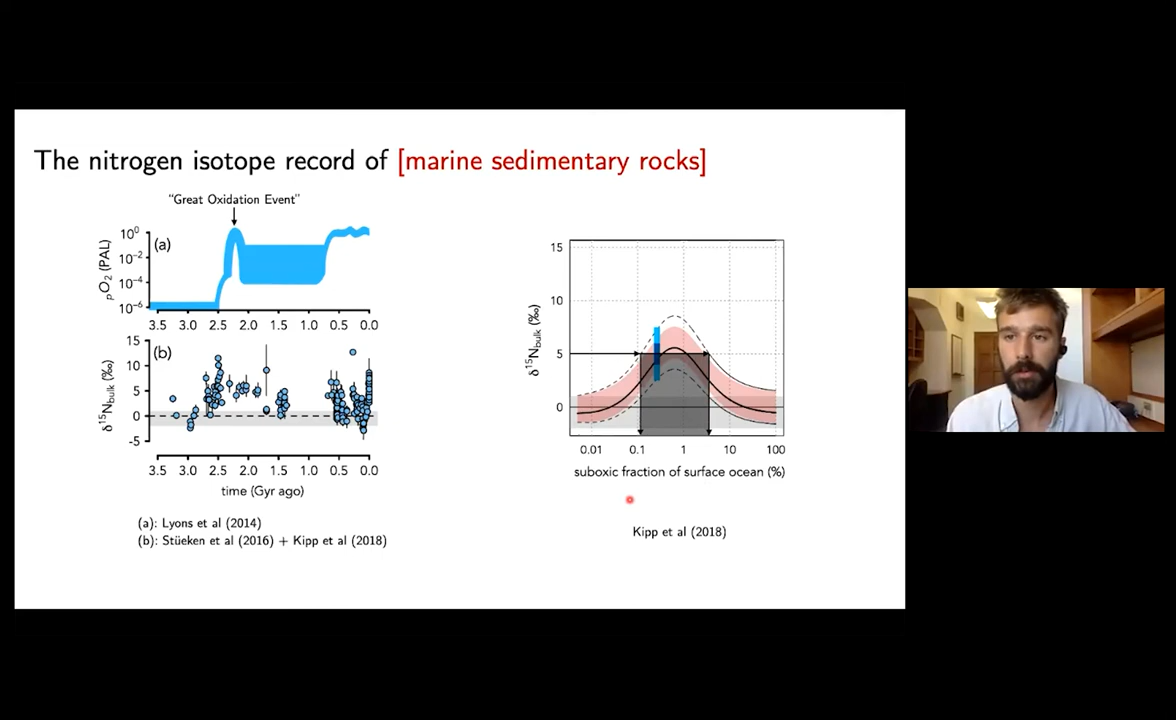 The nitrogen isotope record of [marine sedimentary rocks]
“Great Oxidation Event”
(a)
pO2 (PAL)
10⁰
10⁻²
10⁻⁴
10⁻⁶
3.5 3.0 2.5 2.0 1.5 1.0 0.5 0.0
(b)
δ¹⁵Nbulk (‰)
15
10
5
0
-5
3.5 3.0 2.5 2.0 1.5 1.0 0.5 0.0
time (Gyr ago)
(a): Lyons et al (2014)
(b): Stüeken et al (2016) + Kipp et al (2018)
δ¹⁵Nbulk (‰)
15
10
5
0
0.01 0.1 1 10 100
suboxic fraction of surface ocean (%)
Kipp et al (2018)